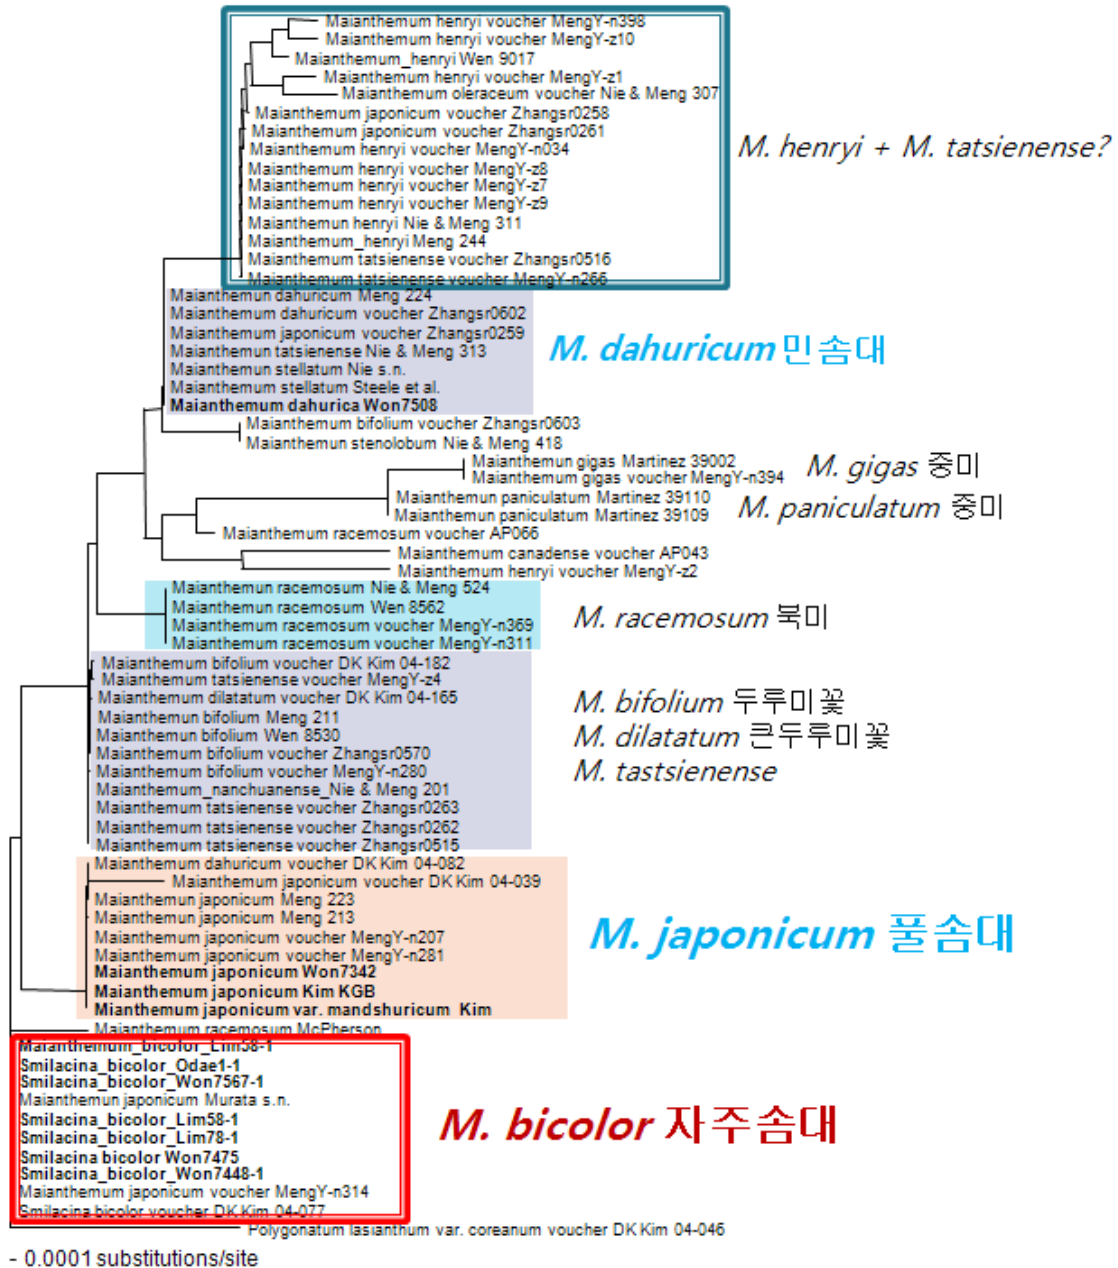 Maianthemum henryi voucher MengY-n398
Maianthemum henryi voucher MengY-z10
Maianthemum_henryi Wen 9017
Maianthemum henryi voucher MengY-z1
Maianthemum oleraceum voucher Nie & Meng 307
Maianthemum japonicum voucher Zhangsr0258
Maianthemum japonicum voucher Zhangsr0261
Maianthemum henryi voucher MengY-n034
M. henryi + M. tatsienense?
Maianthemum henryi voucher MengY-z8
Maianthemum henryi voucher MengY-z7
Maianthemum henryi voucher MengY-z9
Maianthemun henryi Nie & Meng 311
Maianthemum_henryi Meng 244
Maianthemum tatsienense voucher Zhangsr0516
Maianthemum tatsienense voucher MengY-n266
Maianthemun dahuricum Meng 224
Maianthemum dahuricum voucher Zhangsr0602
Maianthemum japonicum voucher Zhangsr0259
Maianthemun tatsienense Nie & Meng 313
M. dahuricum 민솜대
Maianthemun stellatum Nie s.n.
Maianthemum stellatum Steele et al.
Maianthemum dahurica Won7508
Maianthemum bifolium voucher Zhangsr0603
Maianthemun stenolobum Nie & Meng 418
Maianthemun gigas Martinez 39002
Maianthemum gigas voucher MengY-n394
M. gigas 중미
Maianthemun paniculatum Martinez 39110
Maianthemun paniculatum Martinez 39109
M. paniculatum 중미
Maianthemum racemosum voucher AP066
Maianthemum canadense voucher AP043
Maianthemum henryi voucher MengY-z2
Maianthemun racemosum Nie & Meng 524
Maianthemun racemosum Wen 8562
Maianthemum racemosum voucher MengY-n369
Maianthemum racemosum voucher MengY-n311
M. racemosum 북미
Maianthemum bifolium voucher DK Kim 04-182
Maianthemum tatsienense voucher MengY-z4
Maianthemum dilatatum voucher DK Kim 04-165
M. bifolium 두루미꽃
Maianthemun bifolium Meng 211
Maianthemun bifolium Wen 8530
M. dilatatum 큰두루미꽃
Maianthemum bifolium voucher Zhangsr0570
Maianthemum bifolium voucher MengY-n280
M. tastsienense
Maianthemum_nanchuanense_Nie & Meng 201
Maianthemum tatsienense voucher Zhangsr0263
Maianthemum tatsienense voucher Zhangsr0262
Maianthemum tatsienense voucher Zhangsr0515
Maianthemum dahuricum voucher DK Kim 04-082
Maianthemum japonicum voucher DK Kim 04-039
Maianthemun japonicum Meng 223
Maianthemun japonicum Meng 213
Maianthemum japonicum voucher MengY-n207
M. japonicum 풀솜대
Maianthemum japonicum voucher MengY-n281
Maianthemum japonicum Won7342
Maianthemum japonicum Kim KGB
Mianthemum japonicum var. mandshuricum Kim
Maianthemum racemosum McPherson
Maianthemum_bicolor_Lim58-1
Smilacina_bicolor_Odae1-1
Smilacina_bicolor_Won7567-1
Maianthemun japonicum Murata s.n.
Smilacina_bicolor_Lim58-1
M. bicolor 자주솜대
Smilacina_bicolor_Lim78-1
Smilacina bicolor Won7475
Smilacina_bicolor_Won7448-1
Maianthemum japonicum voucher MengY-n314
Smilacina bicolor voucher DK Kim 04-077
Polygonatum lasianthum var. coreanum voucher DK Kim 04-046
- 0.0001 substitutions/site